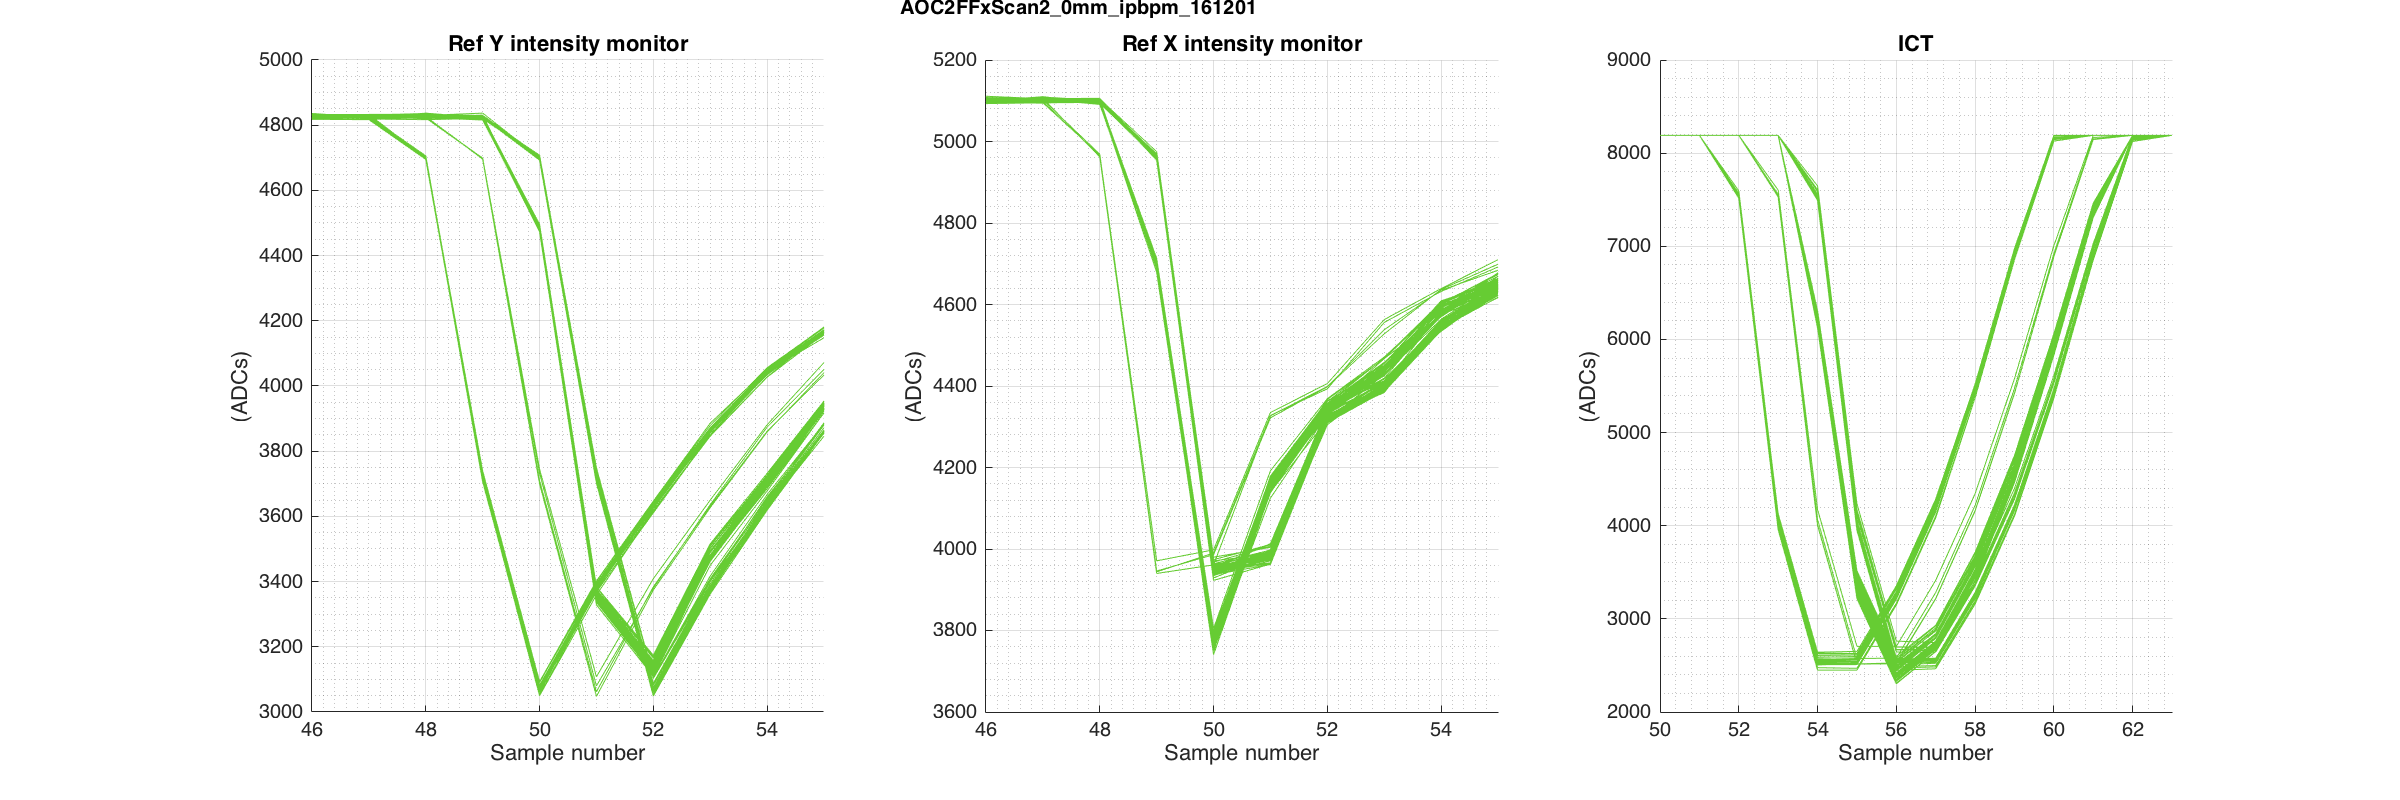 AOC2FFxScan2_0mm_ipbpm_161201
Ref Y intensity monitor
5000
4800
4600
4400
4200
4000
3800
3600
3400
3200
3000
(ADCs)
46 48 50 52 54
Sample number
Ref X intensity monitor
5200
5000
4800
4600
4400
4200
4000
3800
3600
(ADCs)
46 48 50 52 54
Sample number
ICT
9000
8000
7000
6000
5000
4000
3000
2000
(ADCs)
50 52 54 56 58 60 62
Sample number